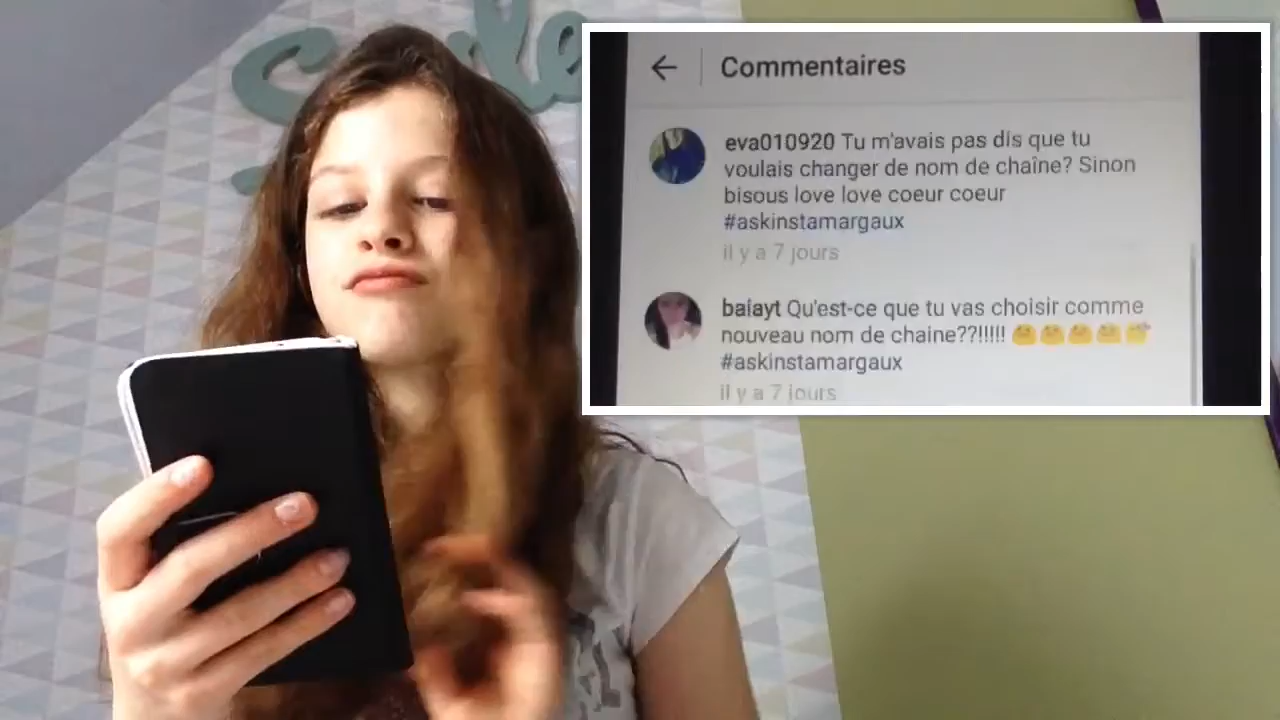 Commentaires
eva010920 Tu m'avais pas dis que tu
voulais changer de nom de chaîne? Sinon
bisous love love coeur coeur
#askinstamargaux
il y a 7 jours
baiayt Qu'est-ce que tu vas choisir comme
nouveau nom de chaine??!!!!!
#askinstamargaux
il y a 7 jours